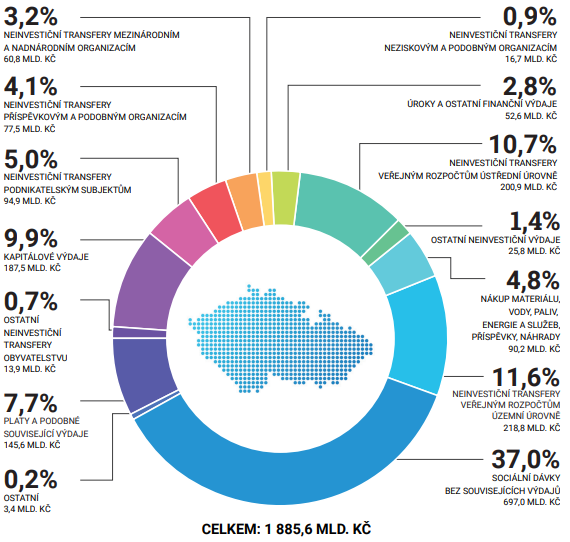 3,2%
NEINVESTIČNÍ TRANSFERY MEZINÁRODNÍM
A NADNÁRODNÍM ORGANIZACÍM
60,8 MLD. KČ
4,1%
NEINVESTIČNÍ TRANSFERY
PŘÍSPĚVKOVÝM A PODOBNÝM ORGANIZACÍM
77,5 MLD. KČ
5,0%
NEINVESTIČNÍ TRANSFERY
PODNIKATELSKÝM SUBJEKTŮM
94,9 MLD. KČ
9,9%
KAPITÁLOVÉ VÝDAJE
187,5 MLD. KČ
0,7%
OSTATNÍ
NEINVESTIČNÍ
TRANSFERY
OBYVATELSTVU
13,9 MLD. KČ
7,7%
PLATY A PODOBNÉ
SOUVISEJÍCÍ VÝDAJE
145,6 MLD. KČ
0,2%
OSTATNÍ
3,4 MLD. KČ
0,9%
NEINVESTIČNÍ TRANSFERY
NEZISKOVÝM A PODOBNÝM ORGANIZACÍM
16,7 MLD. KČ
2,8%
ÚROKY A OSTATNÍ FINANČNÍ VÝDAJE
52,6 MLD. KČ
10,7%
NEINVESTIČNÍ TRANSFERY
VEŘEJNÝM ROZPOČTŮM ÚSTŘEDNÍ ÚROVNĚ
200,9 MLD. KČ
1,4%
OSTATNÍ NEINVESTIČNÍ VÝDAJE
25,8 MLD. KČ
4,8%
NÁKUP MATERIÁLU,
VODY, PALIV,
ENERGIE A SLUŽEB,
PŘÍSPĚVKY, NÁHRADY
90,2 MLD. KČ
11,6%
NEINVESTIČNÍ TRANSFERY
VEŘEJNÝM ROZPOČTŮM
ÚZEMNÍ ÚROVNĚ
218,8 MLD. KČ
37,0%
SOCIÁLNÍ DÁVKY
BEZ SOUVISEJÍCÍCH VÝDAJŮ
697,0 MLD. KČ
CELKEM: 1 885,6 MLD. KČ